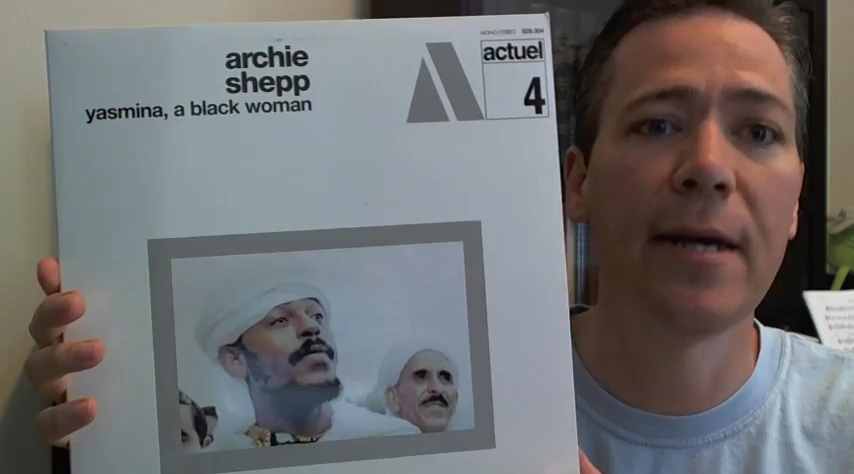 archie
shepp
yasmina, a black woman
actuel
4